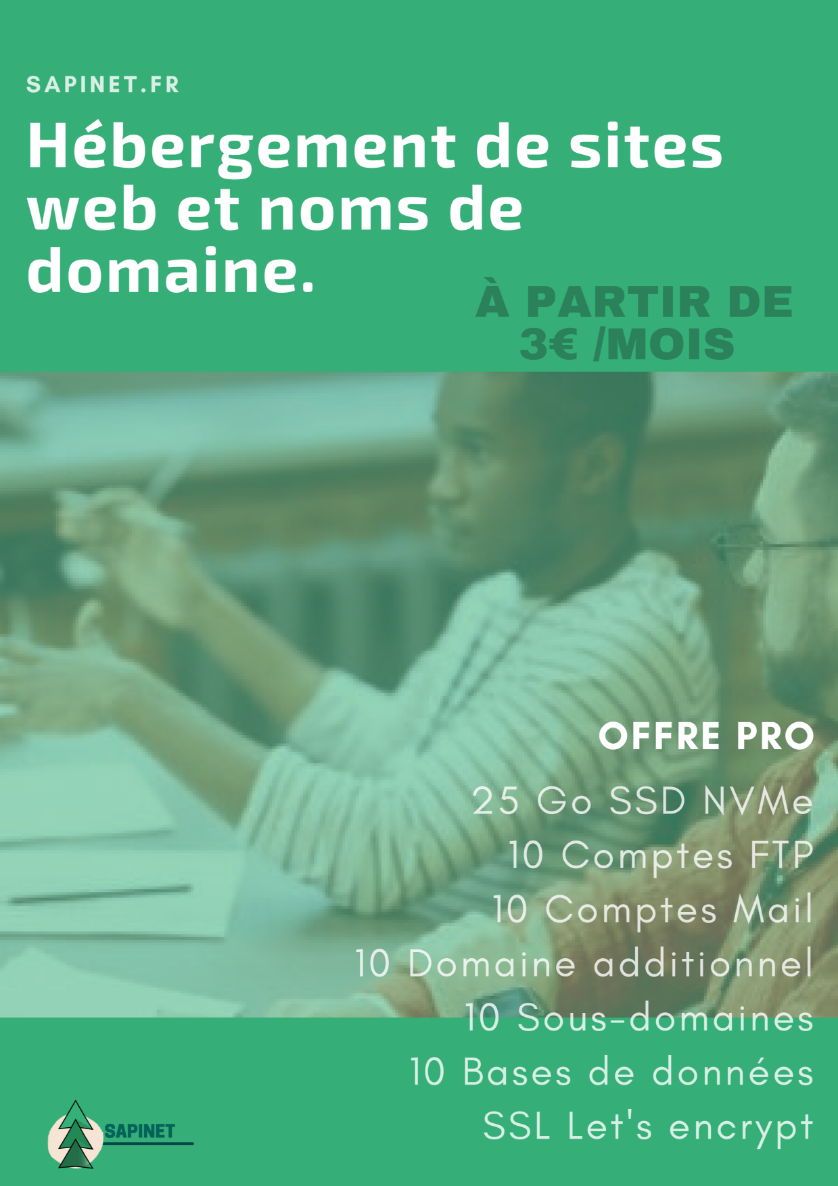 SAPINET.FR
Hébergement de sites
web et noms de
domaine.
À PARTIR DE
3€ /MOIS
OFFRE PRO
25 Go SSD NVMe
10 Comptes FTP
10 Comptes Mail
10 Domaine additionnel
10 Sous-domaines
10 Bases de données
SSL Let's encrypt
SAPINET